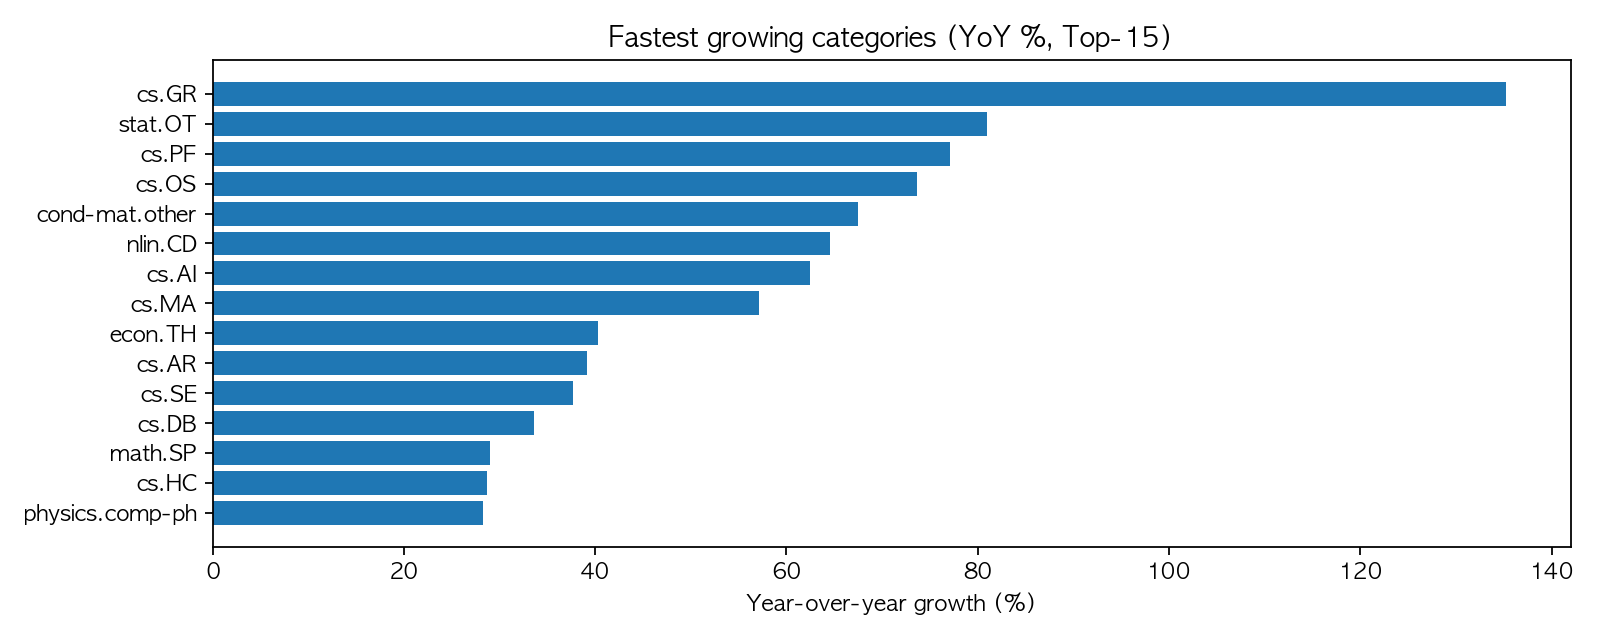 Fastest growing categories (YoY %, Top-15)
cs.GR
stat.OT
cs.PF
cs.OS
cond-mat.other
nlin.CD
cs.AI
cs.MA
econ.TH
cs.AR
cs.SE
cs.DB
math.SP
cs.HC
physics.comp-ph
0 20 40 60 80 100 120 140
Year-over-year growth (%)